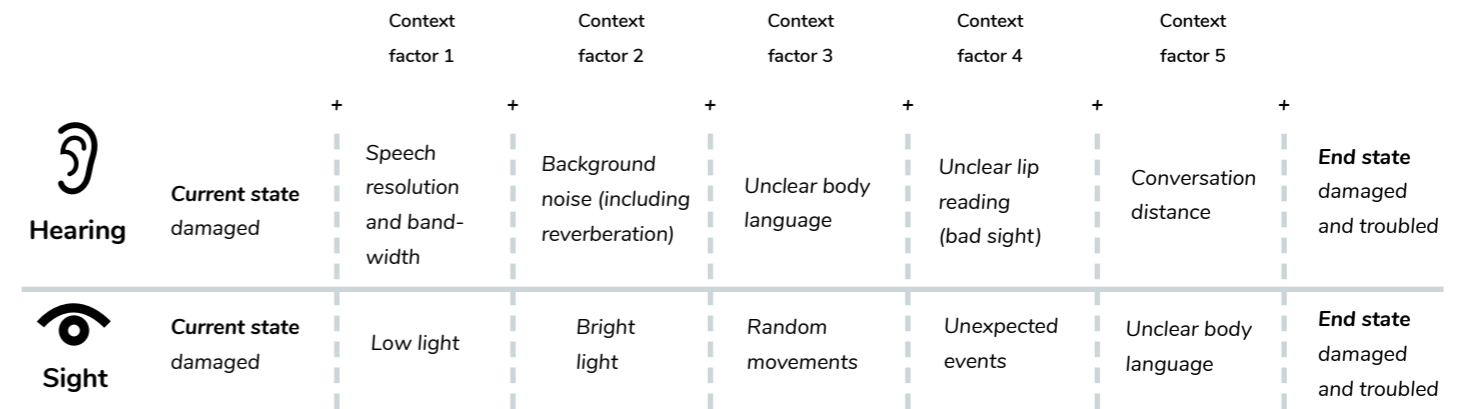 Context
factor 1
Context
factor 2
Context
factor 3
Context
factor 4
Context
factor 5
+
+
+
+
+
+
Hearing
Current state
damaged
Speech
resolution
and band-
width
Background
noise (including
reverberation)
Unclear body
language
Unclear lip
reading
(bad sight)
Conversation
distance
End state
damaged
and troubled
Sight
Current state
damaged
Low light
Bright
light
Random
movements
Unexpected
events
Unclear body
language
End state
damaged
and troubled